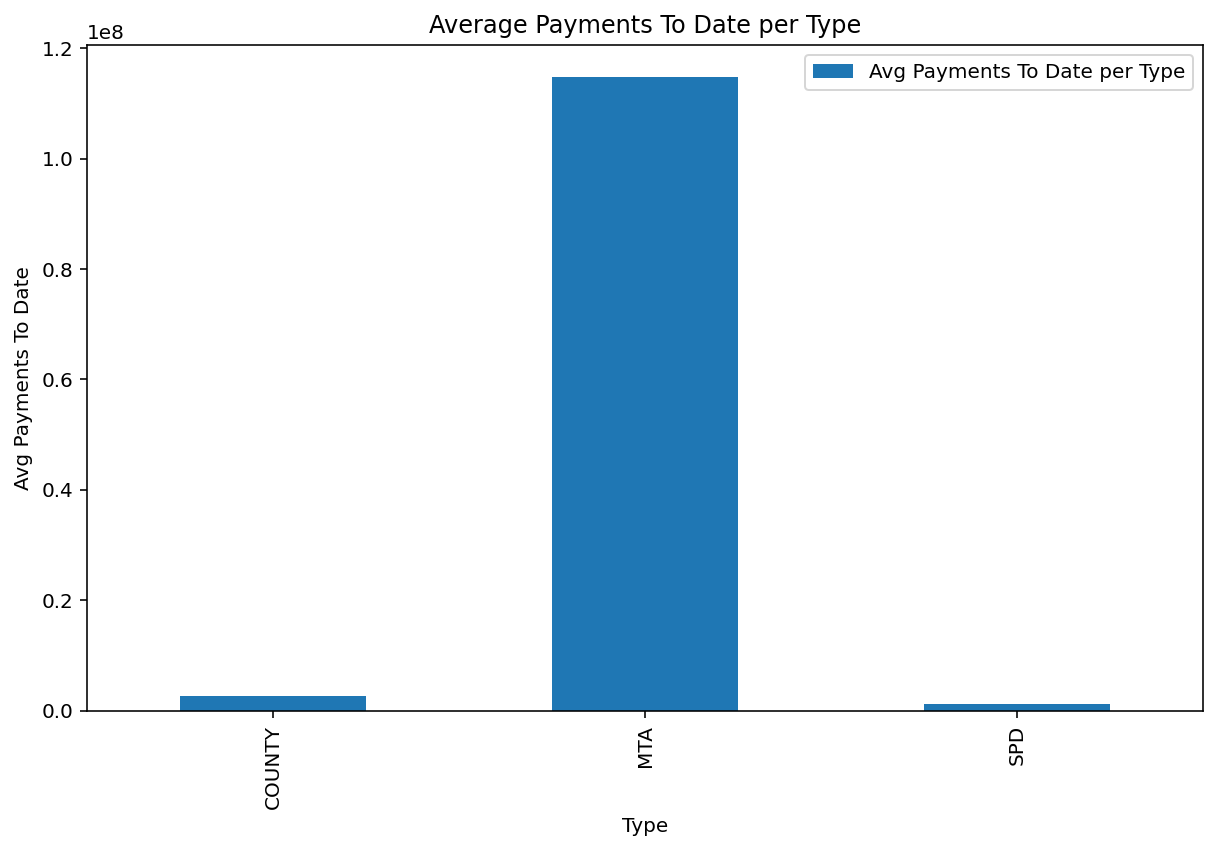 Average Payments To Date per Type
1e8
Avg Payments To Date per Type
1.2
1.0
0.8
0.6
0.4
0.2
0.0
Avg Payments To Date
COUNTY
MTA
SPD
Type